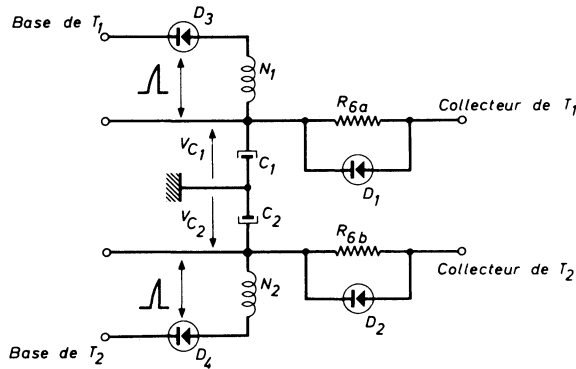 Base de T1
D3
N1
R6a
Collecteur de T1
VC1
C1
D1
VC2
C2
R6b
Collecteur de T2
N2
D2
Base de T2
D4